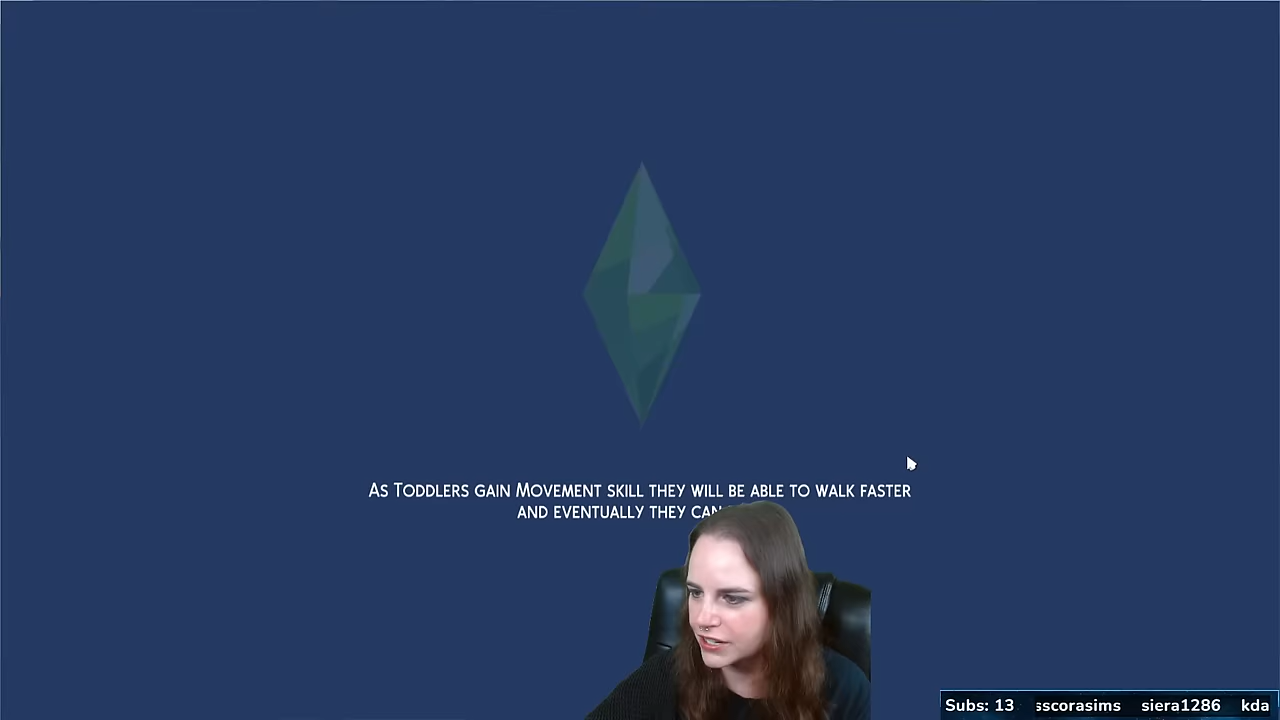 As Toddlers gain Movement skill they will be able to walk faster
and eventually they can
Subs: 13 sscorasims siera1286 kda